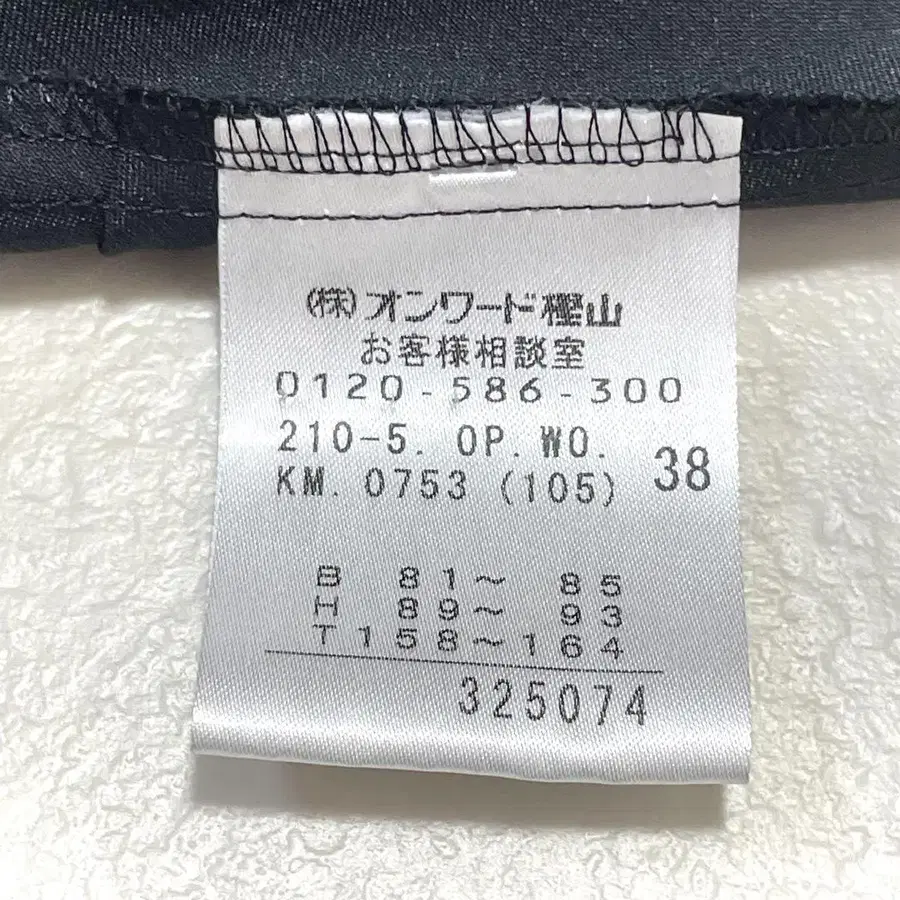 (株)オンワード樫山
お客様相談室
0120-586-300
210-5. OP. WO.
KM. 0753 (105) 38
B 81~ 85
H 89~ 93
T158~164
325074